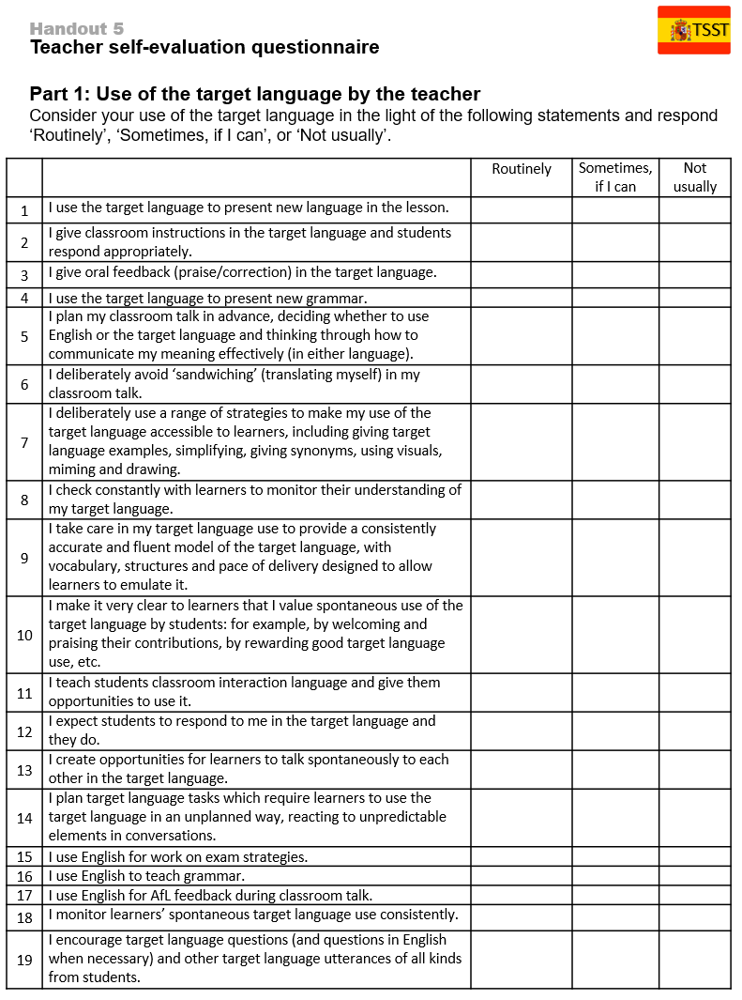 Handout 5
TSST
Teacher self-evaluation questionnaire
Part 1: Use of the target language by the teacher
Consider your use of the target language in the light of the following statements and respond
‘Routinely’, ‘Sometimes, if I can’, or ‘Not usually’.
Routinely
Sometimes,
if I can
Not
usually
1 I use the target language to present new language in the lesson.
2 I give classroom instructions in the target language and students
respond appropriately.
3 I give oral feedback (praise/correction) in the target language.
4 I use the target language to present new grammar.
5 I plan my classroom talk in advance, deciding whether to use
English or the target language and thinking through how to
communicate my meaning effectively (in either language).
6 I deliberately avoid ‘sandwiching’ (translating myself) in my
classroom talk.
7 I deliberately use a range of strategies to make my use of the
target language accessible to learners, including giving target
language examples, simplifying, giving synonyms, using visuals,
miming and drawing.
8 I check constantly with learners to monitor their understanding of
my target language.
9 I take care in my target language use to provide a consistently
accurate and fluent model of the target language, with
vocabulary, structures and pace of delivery designed to allow
learners to emulate it.
10 I make it very clear to learners that I value spontaneous use of the
target language by students: for example, by welcoming and
praising their contributions, by rewarding good target language
use, etc.
11 I teach students classroom interaction language and give them
opportunities to use it.
12 I expect students to respond to me in the target language and
they do.
13 I create opportunities for learners to talk spontaneously to each
other in the target language.
14 I plan target language tasks which require learners to use the
target language in an unplanned way, reacting to unpredictable
elements in conversations.
15 I use English for work on exam strategies.
16 I use English to teach grammar.
17 I use English for AfL feedback during classroom talk.
18 I monitor learners’ spontaneous target language use consistently.
19 I encourage target language questions (and questions in English
when necessary) and other target language utterances of all kinds
from students.